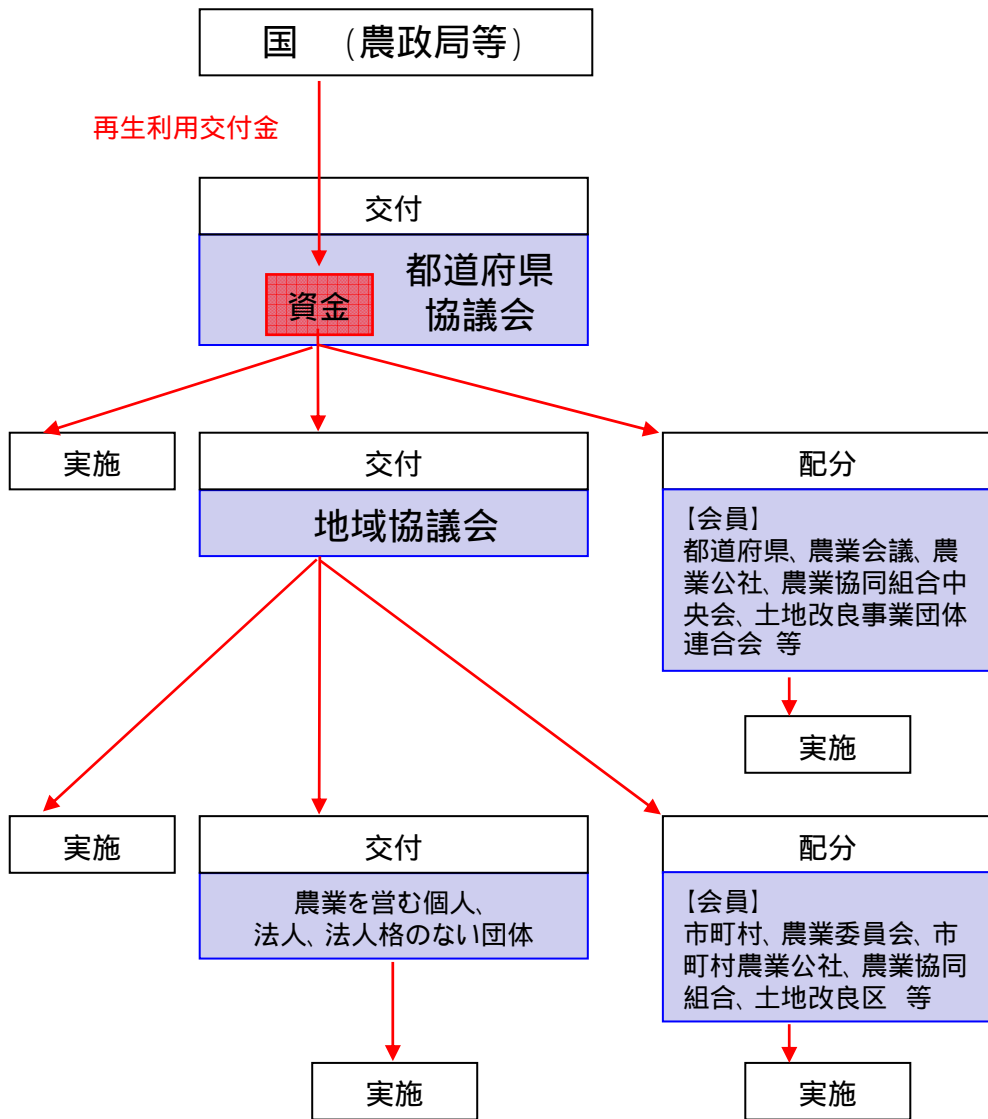 国 (農政局等)
再生利用交付金
交付
都道府県
協議会
資金
実施
交付
地域協議会
配分
【会員】
都道府県、農業会議、農
業公社、農業協同組合中
央会、土地改良事業団体
連合会 等
実施
実施
交付
農業を営む個人、
法人、法人格のない団体
実施
配分
【会員】
市町村、農業委員会、市
町村農業公社、農業協同
組合、土地改良区 等
実施